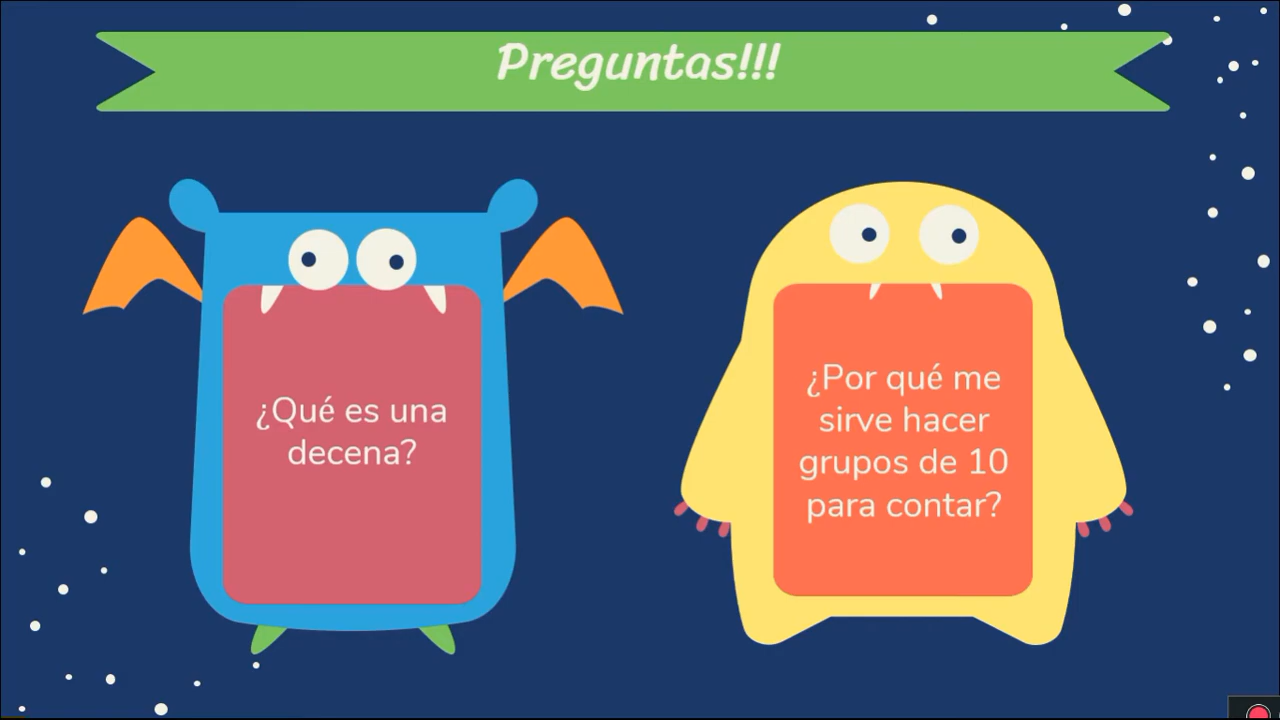 Preguntas!!!
¿Qué es una
decena?
¿Por qué me
sirve hacer
grupos de 10
para contar?